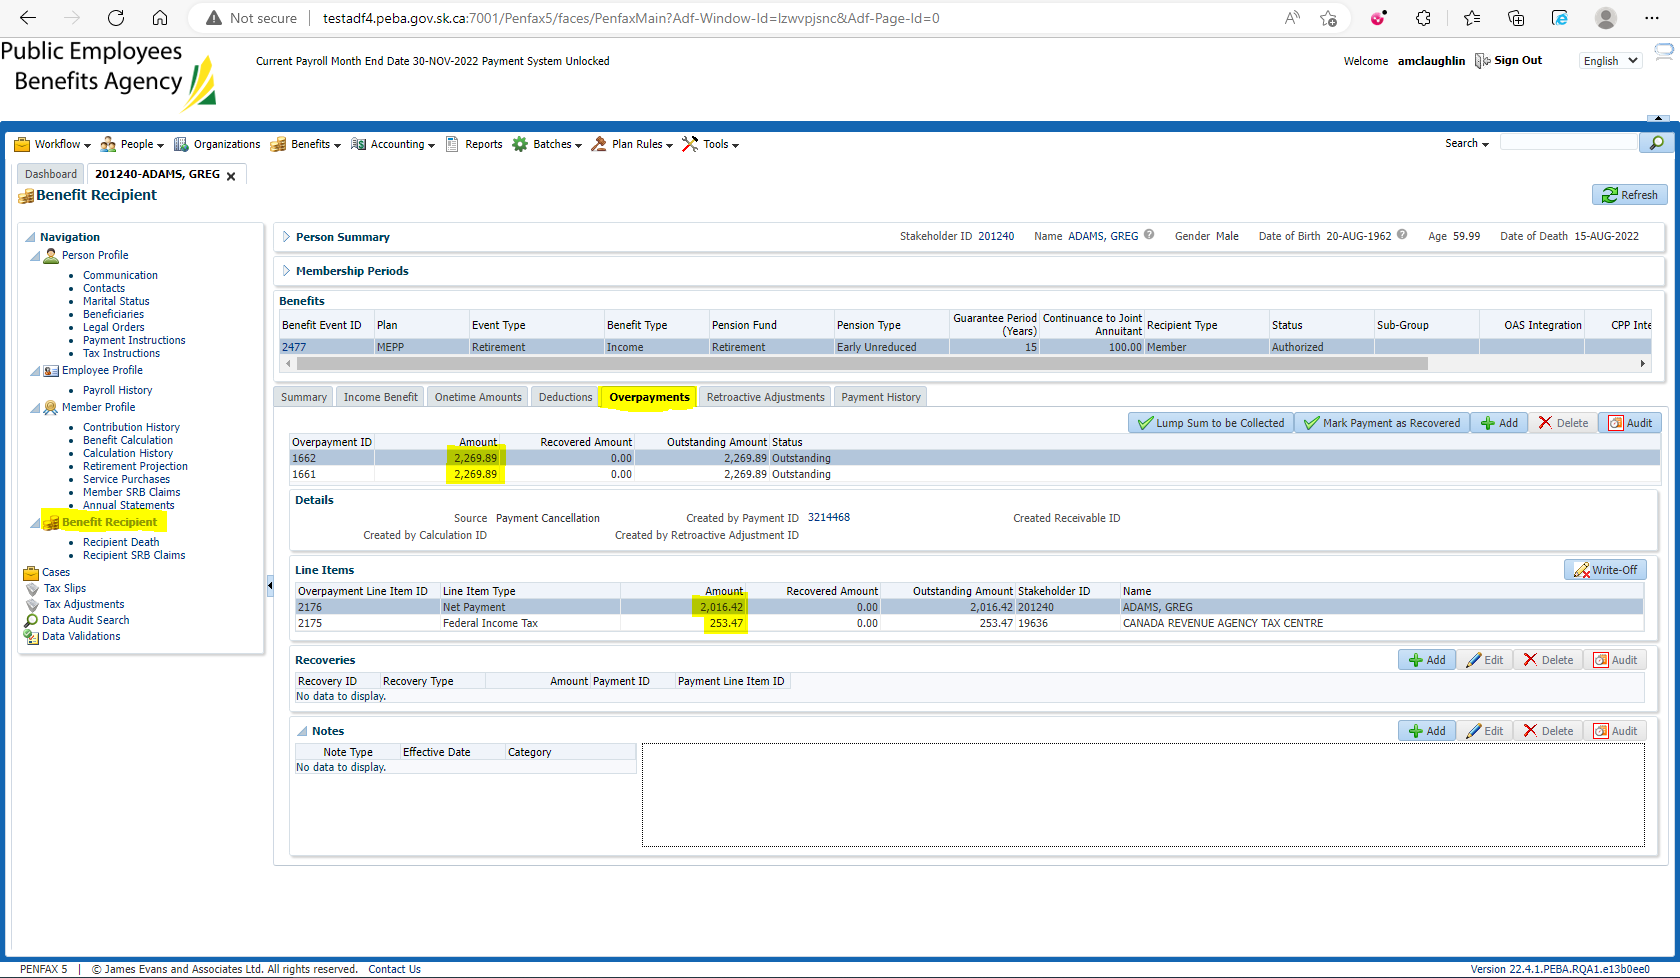 Not secure | testadf4.peba.gov.sk.ca:7001/Penfax5/faces/PenfaxMain?Adf-Window-Id=lzwvpjsnc&Adf-Page-Id=0
Public Employees
Benefits Agency
Current Payroll Month End Date 30-NOV-2022 Payment System Unlocked
Welcome amclaughlin Sign Out English
Workflow People Organizations Benefits Accounting Reports Batches Plan Rules Tools Search
Dashboard 201240-ADAMS, GREG
Benefit Recipient Refresh
Navigation
Person Profile
Communication
Contacts
Marital Status
Beneficiaries
Legal Orders
Payment Instructions
Tax Instructions
Employee Profile
Payroll History
Member Profile
Contribution History
Benefit Calculation
Calculation History
Retirement Projection
Service Purchases
Member SRB Claims
Annual Statements
Benefit Recipient
Recipient Death
Recipient SRB Claims
Cases
Tax Slips
Tax Adjustments
Data Audit Search
Data Validations
Person Summary Stakeholder ID 201240 Name ADAMS, GREG Gender Male Date of Birth 20-AUG-1962 Age 59.99 Date of Death 15-AUG-2022
Membership Periods
Benefits
Benefit Event ID Plan Event Type Benefit Type Pension Fund Pension Type Guarantee Period (Years) Continuance to Joint Annuitant Recipient Type Status Sub-Group OAS Integration CPP Inte
2477 MEPP Retirement Income Retirement Early Unreduced 15 100.00 Member Authorized
Summary Income Benefit Onetime Amounts Deductions Overpayments Retroactive Adjustments Payment History
Lump Sum to be Collected Mark Payment as Recovered Add Delete Audit
Overpayment ID Amount Recovered Amount Outstanding Amount Status
1662 2,269.89 0.00 2,269.89 Outstanding
1661 2,269.89 0.00 2,269.89 Outstanding
Details
Source Payment Cancellation Created by Payment ID 3214468 Created Receivable ID
Created by Calculation ID Created by Retroactive Adjustment ID
Line Items Write-Off
Overpayment Line Item ID Line Item Type Amount Recovered Amount Outstanding Amount Stakeholder ID Name
2176 Net Payment 2,016.42 0.00 2,016.42 201240 ADAMS, GREG
2175 Federal Income Tax 253.47 0.00 253.47 19636 CANADA REVENUE AGENCY TAX CENTRE
Recoveries Add Edit Delete Audit
Recovery ID Recovery Type Amount Payment ID Payment Line Item ID
No data to display.
Notes Add Edit Delete Audit
Note Type Effective Date Category
No data to display.
PENFAX 5 | © James Evans and Associates Ltd. All rights reserved. Contact Us Version 22.4.1.PEBA.RQA1.e13b0ee0